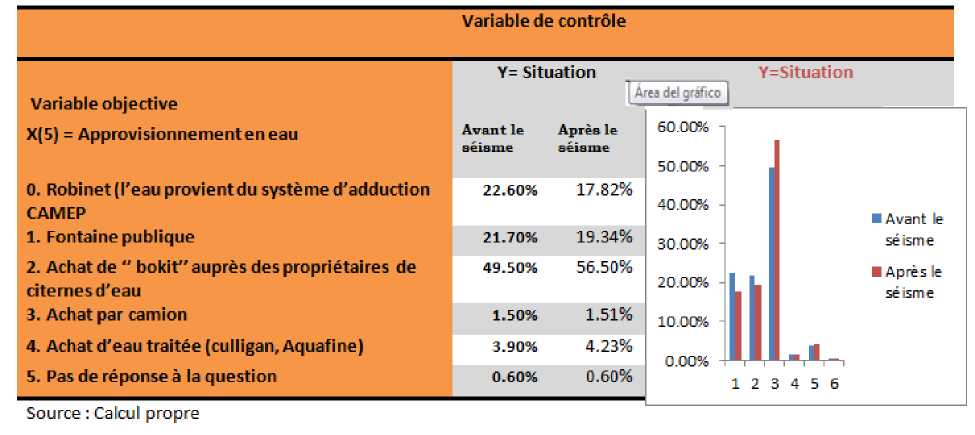 Variable de contrôle
Y= Situation
Y=Situation
Área del gráfico
Variable objective
X(5) = Approvisionnement en eau
Avant le séisme
Après le séisme
0. Robinet (l’eau provient du système d’adduction
CAMEP
22.60%
17.82%
1. Fontaine publique
21.70%
19.34%
2. Achat de ‘’ bokit’’ auprès des propriétaires de
citernes d’eau
49.50%
56.50%
3. Achat par camion
1.50%
1.51%
4. Achat d’eau traitée (culligan, Aquafine)
3.90%
4.23%
5. Pas de réponse à la question
0.60%
0.60%
60.00%
50.00%
40.00%
30.00%
20.00%
10.00%
0.00%
1 2 3 4 5 6
Avant le
séisme
Après le
séisme
Source : Calcul propre